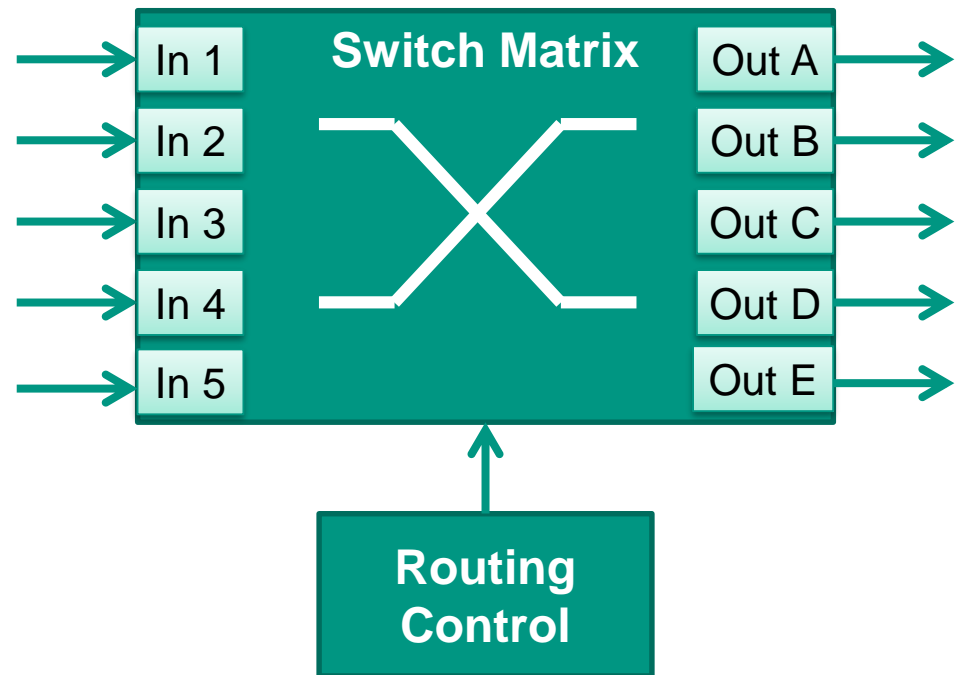 Switch Matrix
In 1
Out A
In 2
Out B
In 3
Out C
In 4
Out D
In 5
Out E
Routing
Control